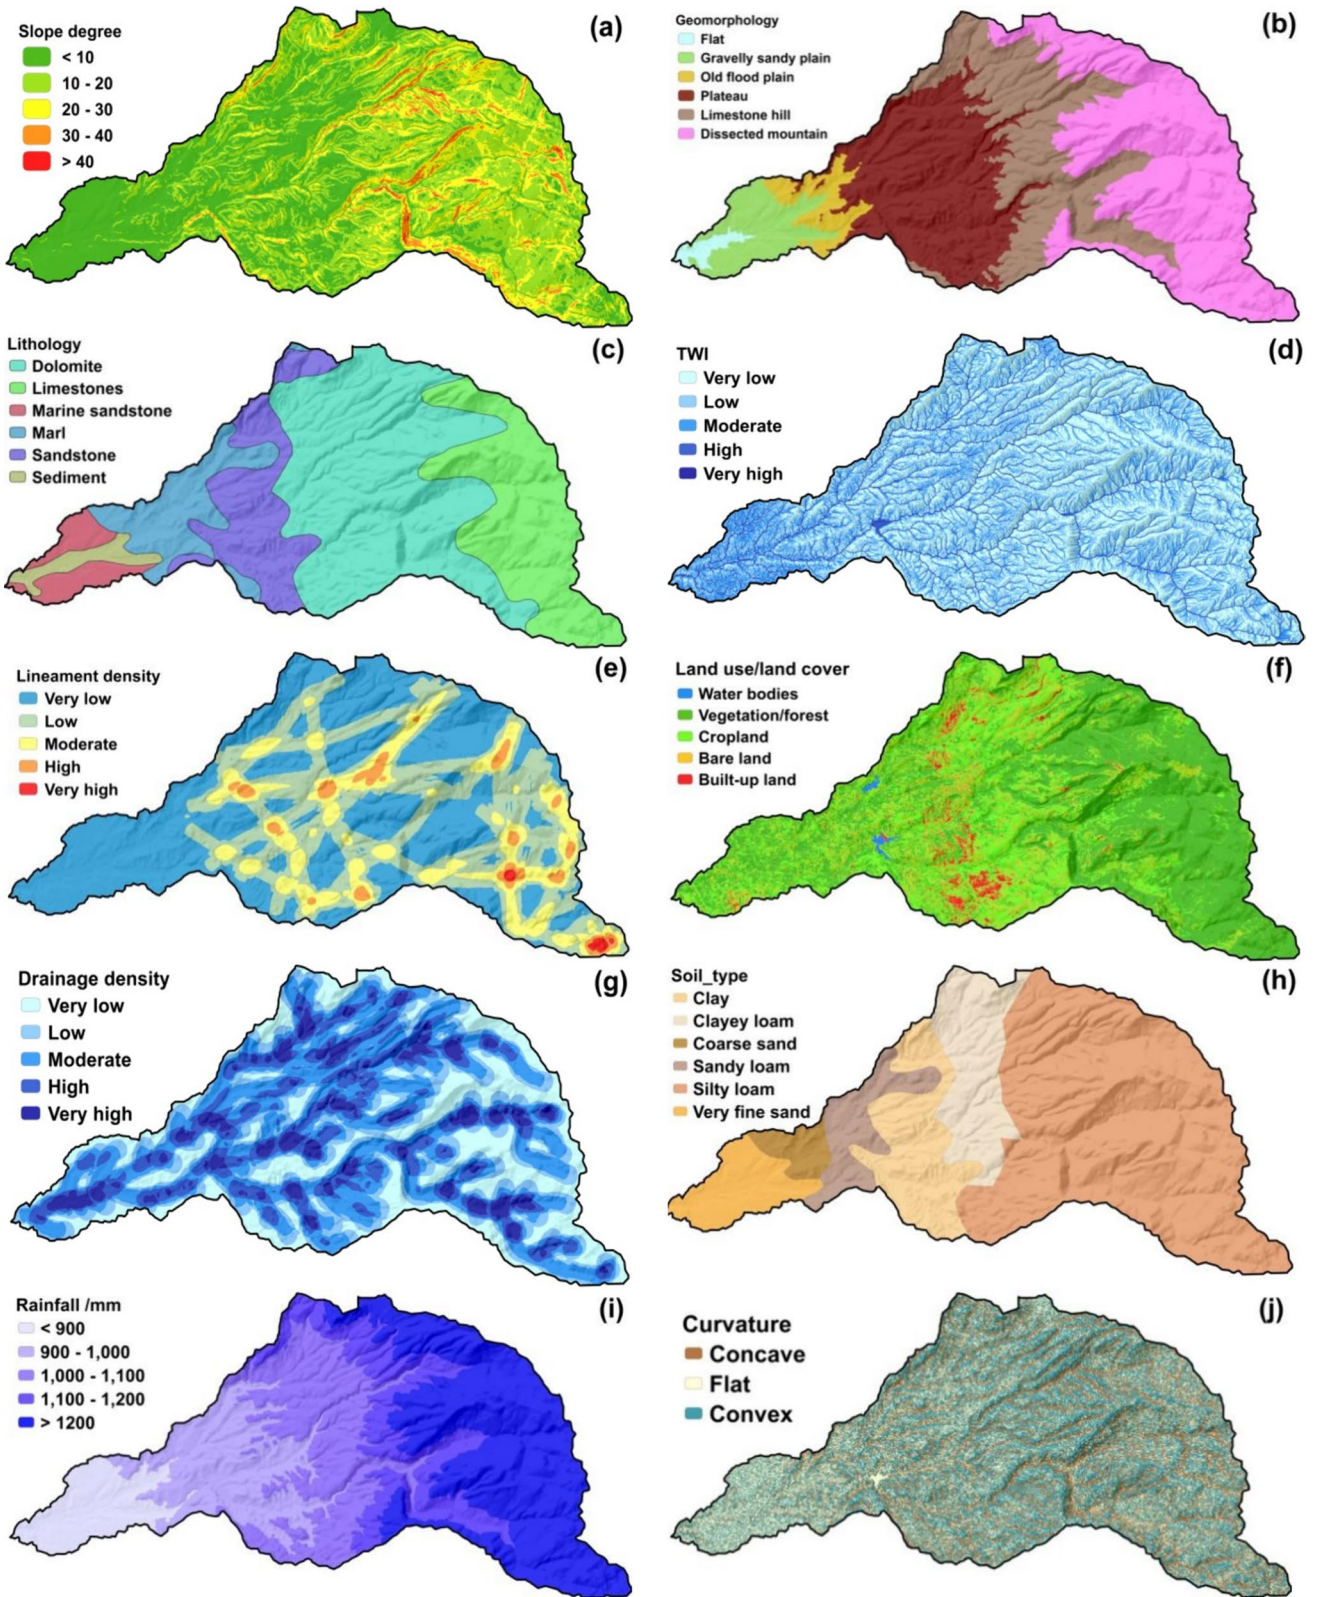 Slope degree
< 10
10 - 20
20 - 30
30 - 40
> 40
(a)
Geomorphology
Flat
Gravelly sandy plain
Old flood plain
Plateau
Limestone hill
Dissected mountain
(b)
Lithology
Dolomite
Limestones
Marine sandstone
Marl
Sandstone
Sediment
(c)
TWI
Very low
Low
Moderate
High
Very high
(d)
Lineament density
Very low
Low
Moderate
High
Very high
(e)
Land use/land cover
Water bodies
Vegetation/forest
Cropland
Bare land
Built-up land
(f)
Drainage density
Very low
Low
Moderate
High
Very high
(g)
Soil_type
Clay
Clayey loam
Coarse sand
Sandy loam
Silty loam
Very fine sand
(h)
Rainfall /mm
< 900
900 - 1,000
1,000 - 1,100
1,100 - 1,200
> 1200
(i)
Curvature
Concave
Flat
Convex
(j)